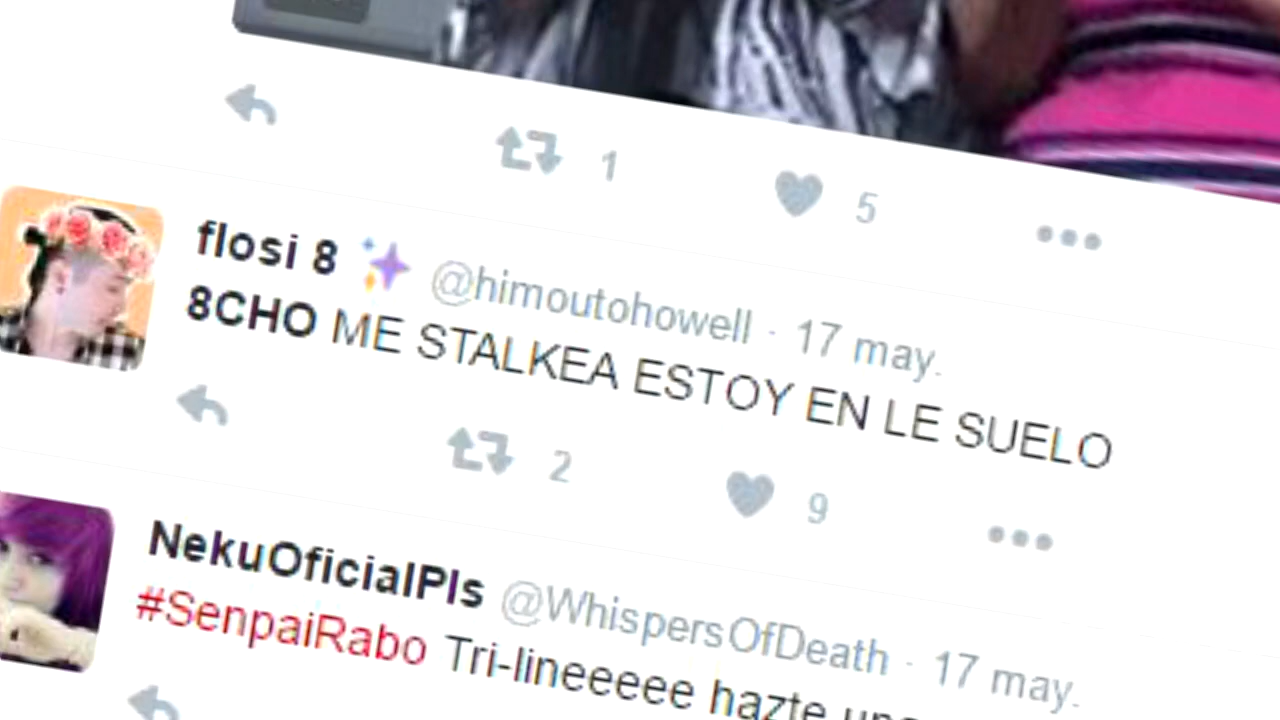 1 5
flosi 8 ✨ @himoutohowell · 17 may.
8CHO ME STALKEA ESTOY EN LE SUELO
2 9
NekuOficialPls @WhispersOfDeath · 17 may.
#SenpaiRabo Tri-lineeeee hazte